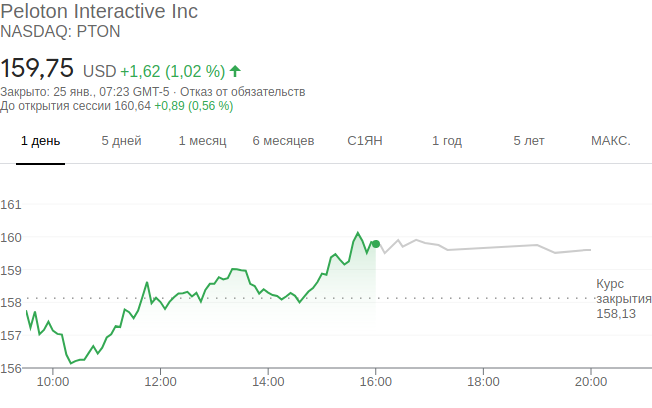 Peloton Interactive Inc
NASDAQ: PTON
159,75 USD +1,62 (1,02 %)
Закрыто: 25 янв., 07:23 GMT-5 · Отказ от обязательств
До открытия сессии 160,64 +0,89 (0,56 %)
1 день 5 дней 1 месяц 6 месяцев С1ЯН 1 год 5 лет МАКС.
161
160
159
158
157
156
Курс
закрытия
158,13
10:00 12:00 14:00 16:00 18:00 20:00